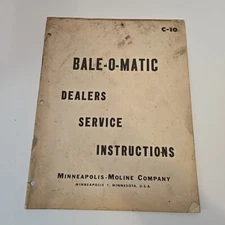 C-10
BALE-O-MATIC
DEALERS
SERVICE
INSTRUCTIONS
MINNEAPOLIS-MOLINE COMPANY
MINNEAPOLIS 1, MINNESOTA, U.S.A.